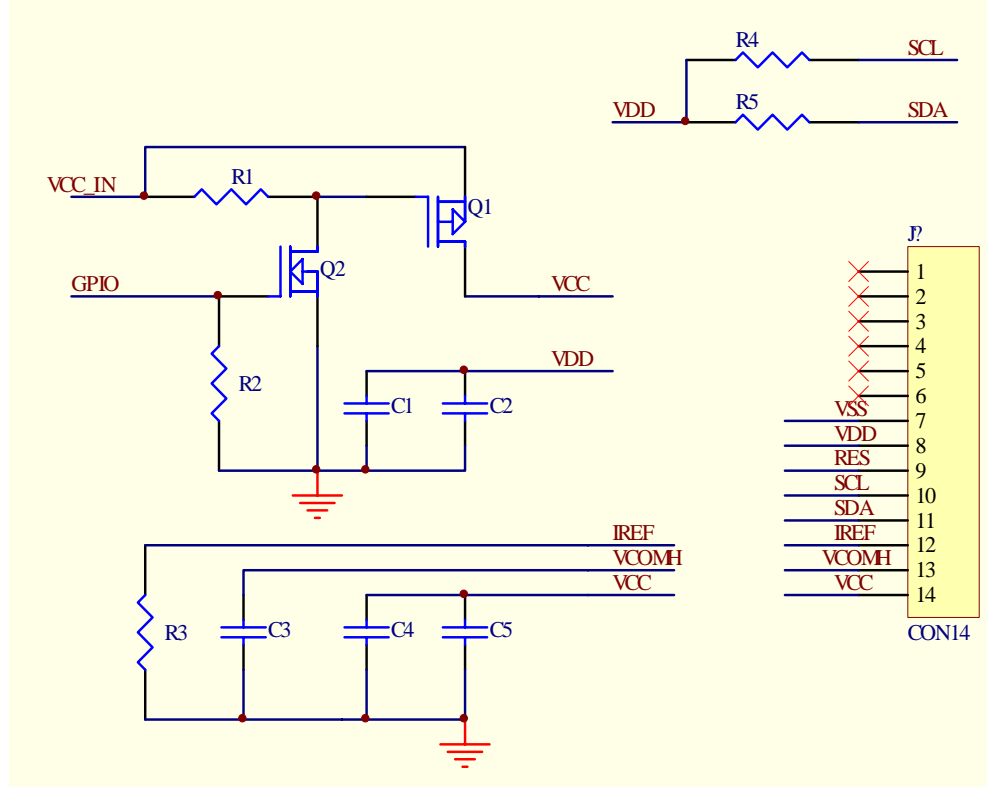 R4
SCL
VDD
R5
SDA
VCC_IN
R1
Q1
Q2
GPIO
VCC
R2
VDD
C1
C2
J?
1
2
3
4
5
6
VSS 7
VDD 8
RES 9
SCL 10
SDA 11
IREF 12
VCOMH 13
VCC 14
CON14
IREF
VCOMH
VCC
R3
C3
C4
C5